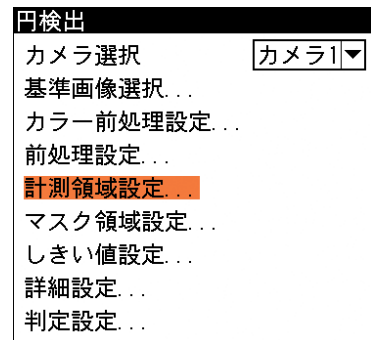 円検出
カメラ選択 カメラ1▼
基準画像選択...
カラー前処理設定...
前処理設定...
計測領域設定...
マスク領域設定...
しきい値設定...
詳細設定...
判定設定...